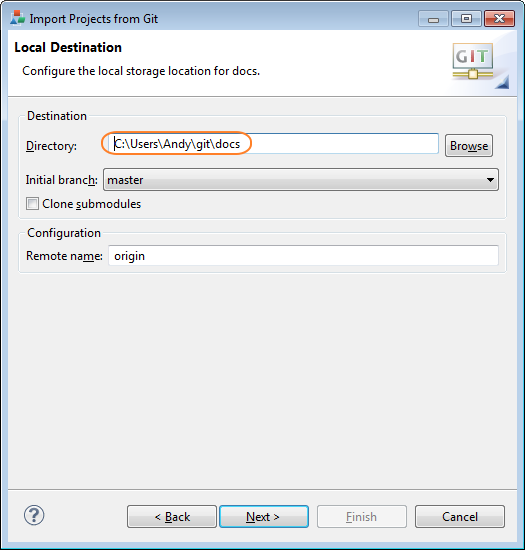 Import Projects from Git
Local Destination
Configure the local storage location for docs.
GIT
Destination
Directory: C:\Users\Andy\git\docs Browse
Initial branch: master
Clone submodules
Configuration
Remote name: origin
? < Back Next > Finish Cancel